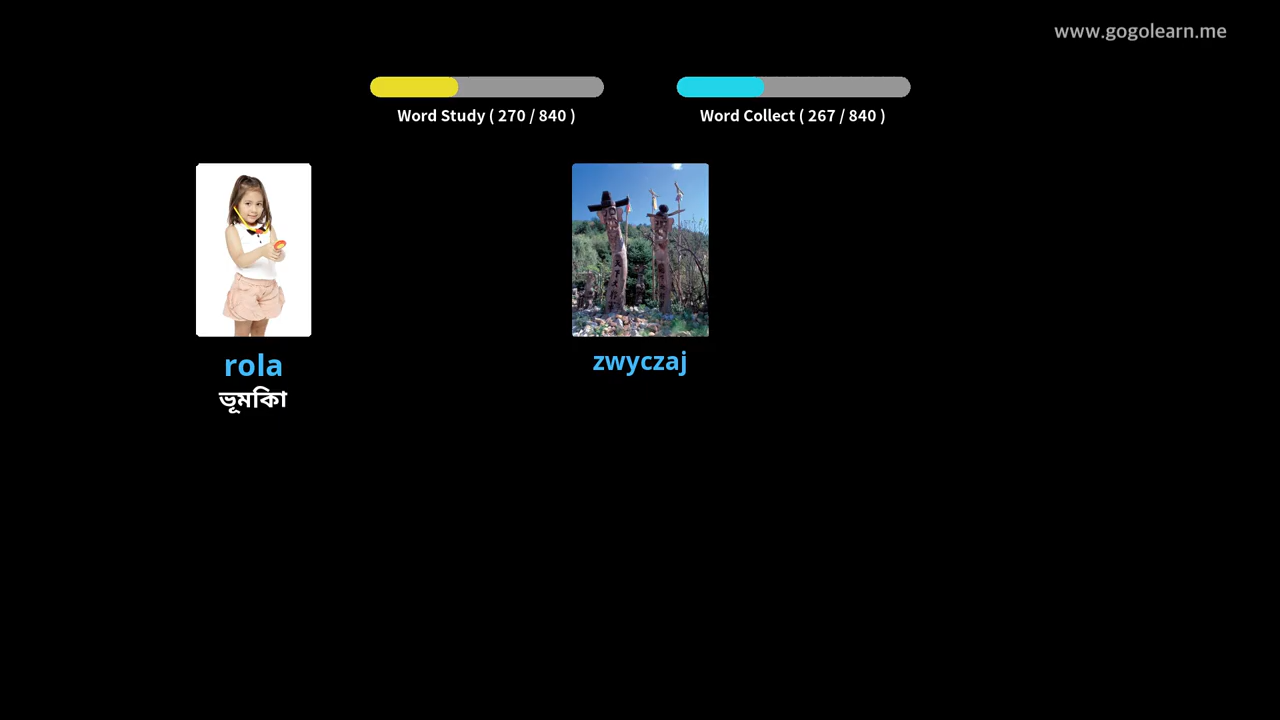 www.gogolearn.me
Word Study ( 270 / 840 )
Word Collect ( 267 / 840 )
rola
zwyczaj
ভূমিকা